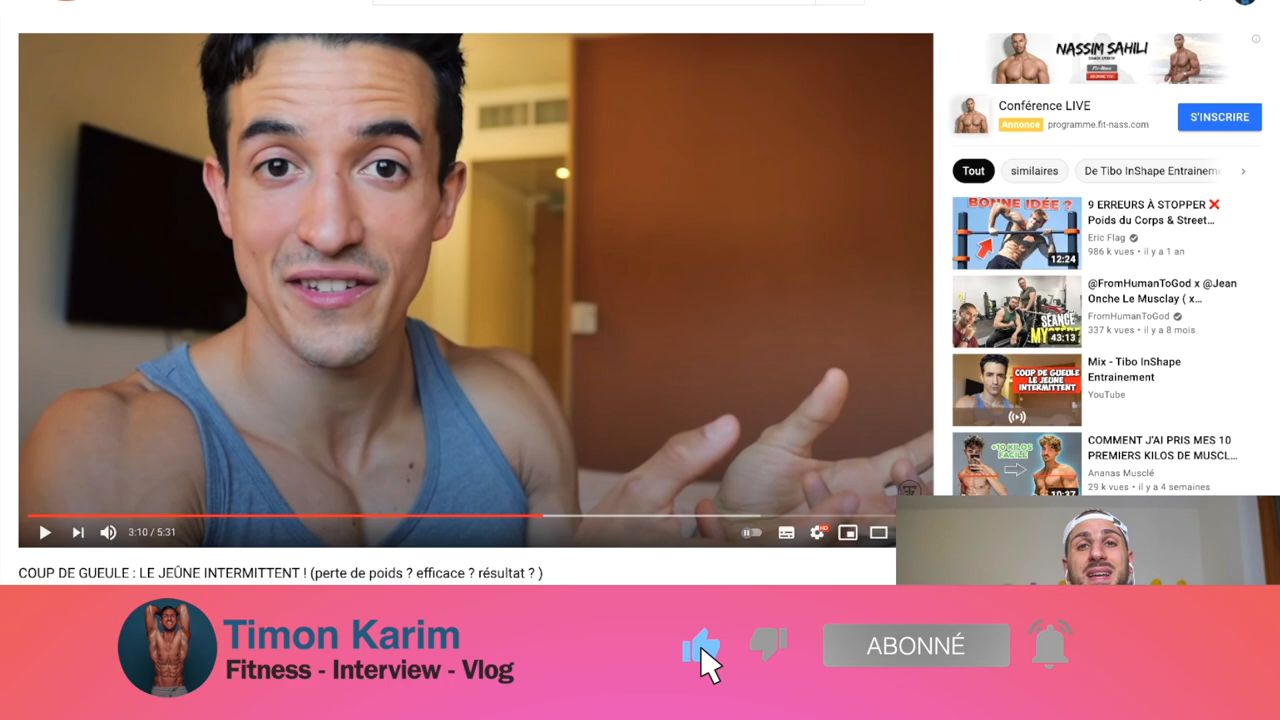 NASSIM SAHILI
Conférence LIVE
Annonce programme.fit-nass.com
S'INSCRIRE
Tout
similaires
De Tibo InShape Entrainem
BONNE IDÉE ?
12:24
9 ERREURS À STOPPER ❌
Poids du Corps & Street...
Eric Flag
986 k vues • il y a 1 an
SÉANCE
MYSTÈRE
43:13
@FromHumanToGod x @Jean
Onche Le Musclay ( x...
FromHumanToGod
337 k vues • il y a 8 mois
COUP DE GUEULE
LE JEÛNE
INTERMITTENT
Mix - Tibo InShape
Entrainement
YouTube
+10 KILOS
FACILE
10:37
COMMENT J'AI PRIS MES 10
PREMIERS KILOS DE MUSCL...
Ananas Musclé
29 k vues • il y a 4 semaines
3:10 / 5:31
HD
COUP DE GUEULE : LE JEÛNE INTERMITTENT ! (perte de poids ? efficace ? résultat ? )
Timon Karim
Fitness - Interview - Vlog
ABONNÉ